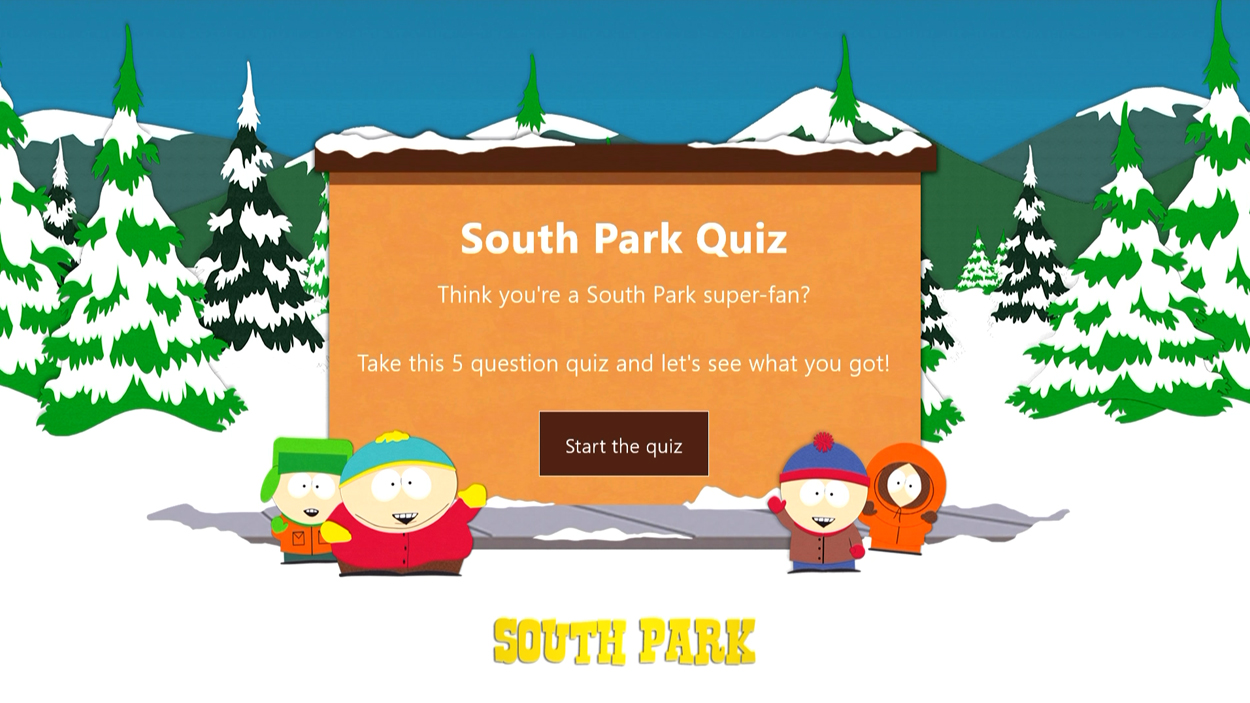 South Park Quiz
Think you're a South Park super-fan?
Take this 5 question quiz and let's see what you got!
Start the quiz
SOUTH PARK